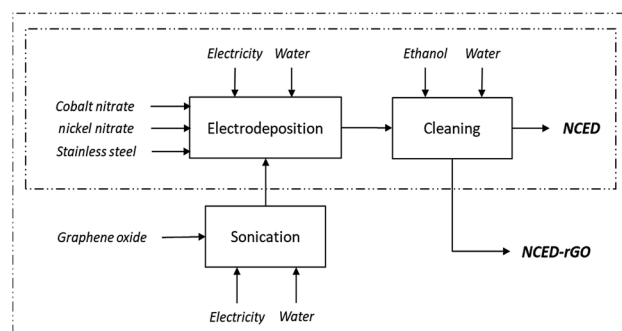 Electricity Water
Ethanol Water
Cobalt nitrate
nickel nitrate
Stainless steel
Electrodeposition
Cleaning
NCED
Graphene oxide
Sonication
NCED-rGO
Electricity Water